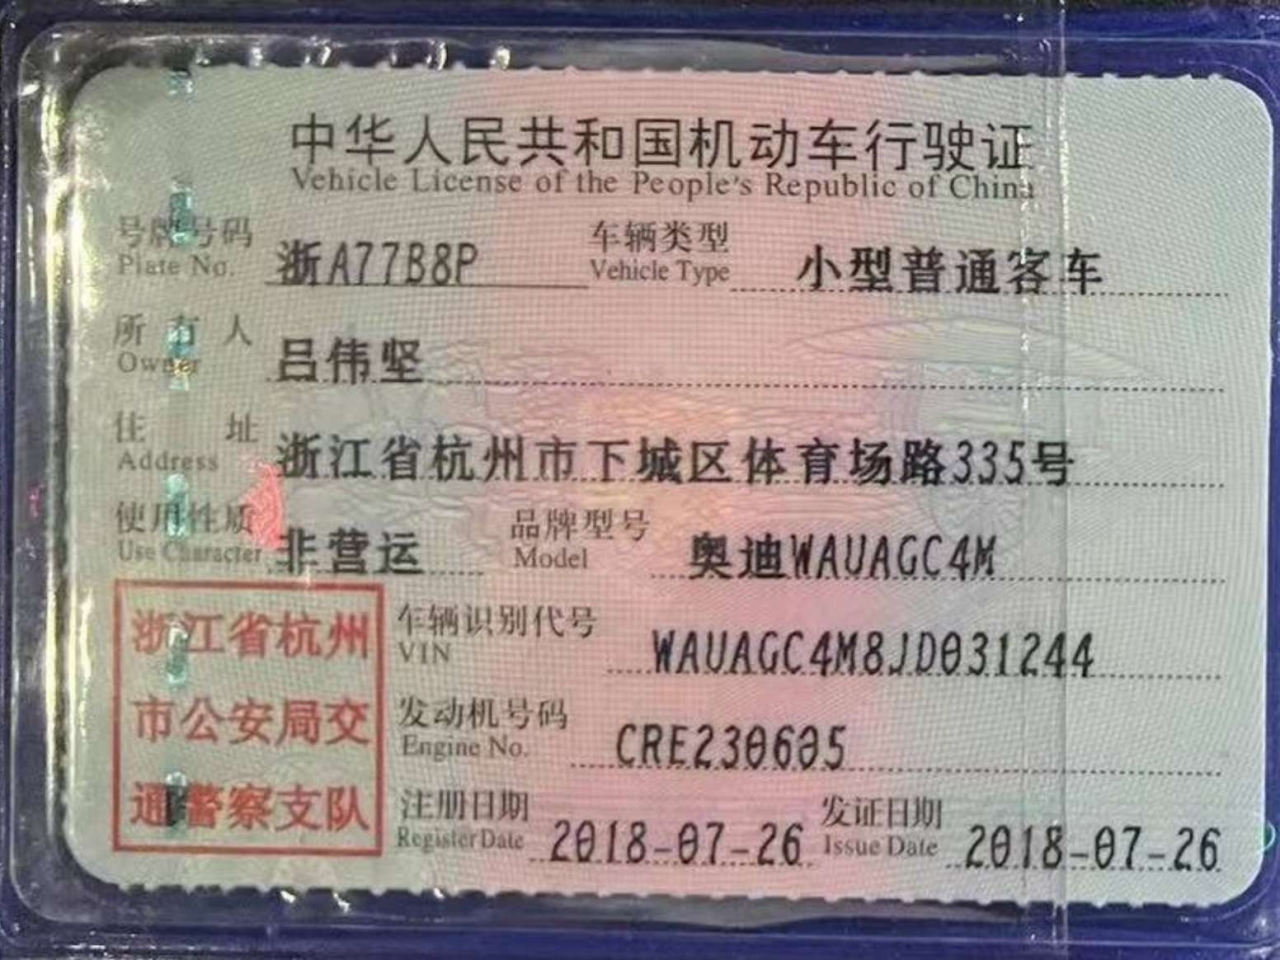 中华人民共和国机动车行驶证
Vehicle License of the People's Republic of China
号牌号码 浙A77B8P 车辆类型 小型普通客车
Plate No. Vehicle Type
所有人 吕伟坚
Owner
住址 浙江省杭州市下城区体育场路335号
Address
使用性质 非营运 品牌型号 奥迪WAUAGC4M
Use Character Model
浙江省杭州
市公安局交
通警察支队
车辆识别代号 WAUAGC4M8JD031244
VIN
发动机号码 CRE230605
Engine No.
注册日期 2018-07-26 发证日期 2018-07-26
Register Date Issue Date